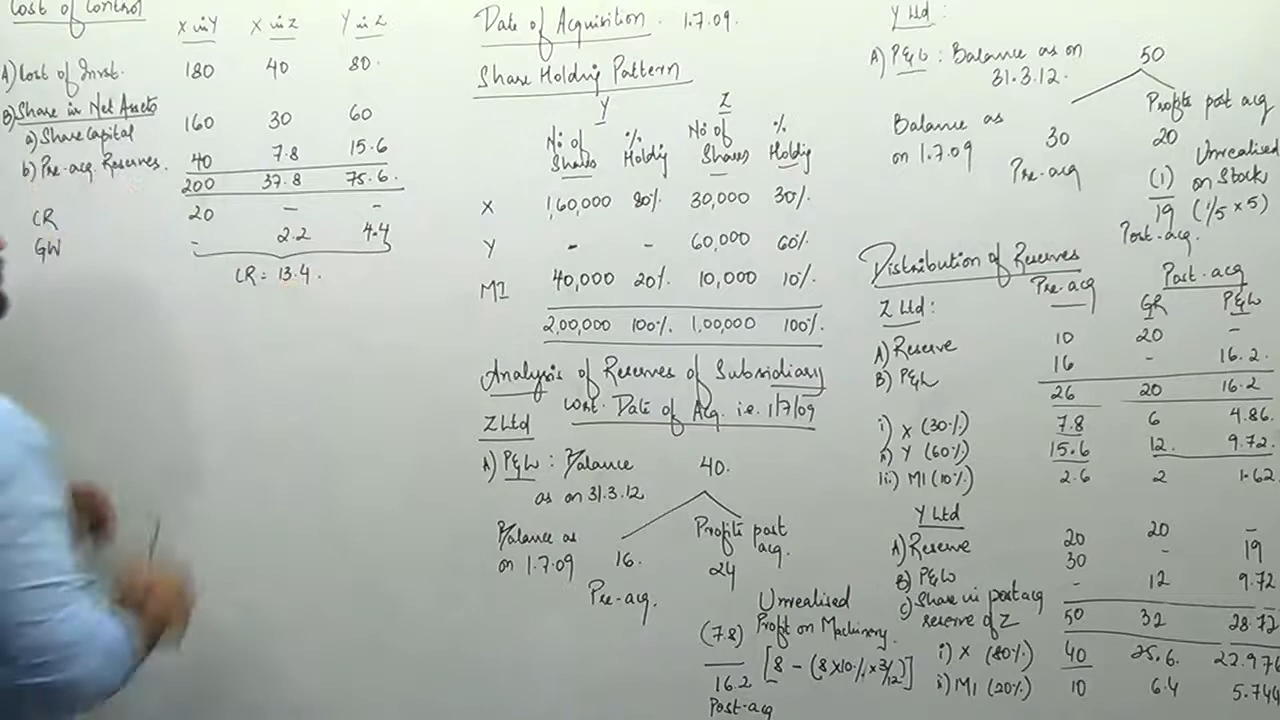 Cost of Control
X in Y X in Z Y in Z
A) Cost of Invst. 180 40 80.
B) Share in Net Assets
a) Share Capital 160 30 60
b) Pre-acq. Reserves. 40 7.8 15.6
200 37.8 75.6.
CR 20 - -
GW - 2.2 4.4
CR = 13.4.
Date of Acquisition. 1.7.09.
Share Holding Pattern
Y Z
No. of Shares % Holdig No. of Shares % Holdig
X 1,60,000 80% 30,000 30%
Y - - 60,000 60%
MI 40,000 20% 10,000 10%
2,00,000 100% 1,00,000 100%.
Analysis of Reserves of Subsidiary
w.r.t. Date of Acq. i.e. 1/7/09
Z Ltd
A) P&L : Balance 40.
as on 31.3.12
Balance as
on 1.7.09 16.
Pre-acq.
Profits post
acq.
24
Unrealised
(7.8) Profit on Machinery.
[8 - (8 x 10% x 3/12)]
16.2
Post-acq
Y Ltd :
A) P&L : Balance as on 50
31.3.12.
Balance as
on 1.7.09 30
Pre-acq
Profits post acq
20
Unrealised
(1) on Stock
19 (1/5 x 5)
Post-acq.
Distribution of Reserves
Pre-acq Post-acq
Z Ltd : GR P&L
A) Reserve 10 20 -
B) P&L 16 - 16.2.
26 20 16.2
i) X (30%) 7.8 6 4.86.
ii) Y (60%) 15.6 12. 9.72.
iii) MI (10%) 2.6 2 1.62
Y Ltd
A) Reserve 20 20 -
B) P&L 30 - 19
c) Share in post acq
reserve of Z - 12 9.72
50 32 28.72
i) X (80%) 40 25.6. 22.976
ii) MI (20%) 10 6.4 5.744